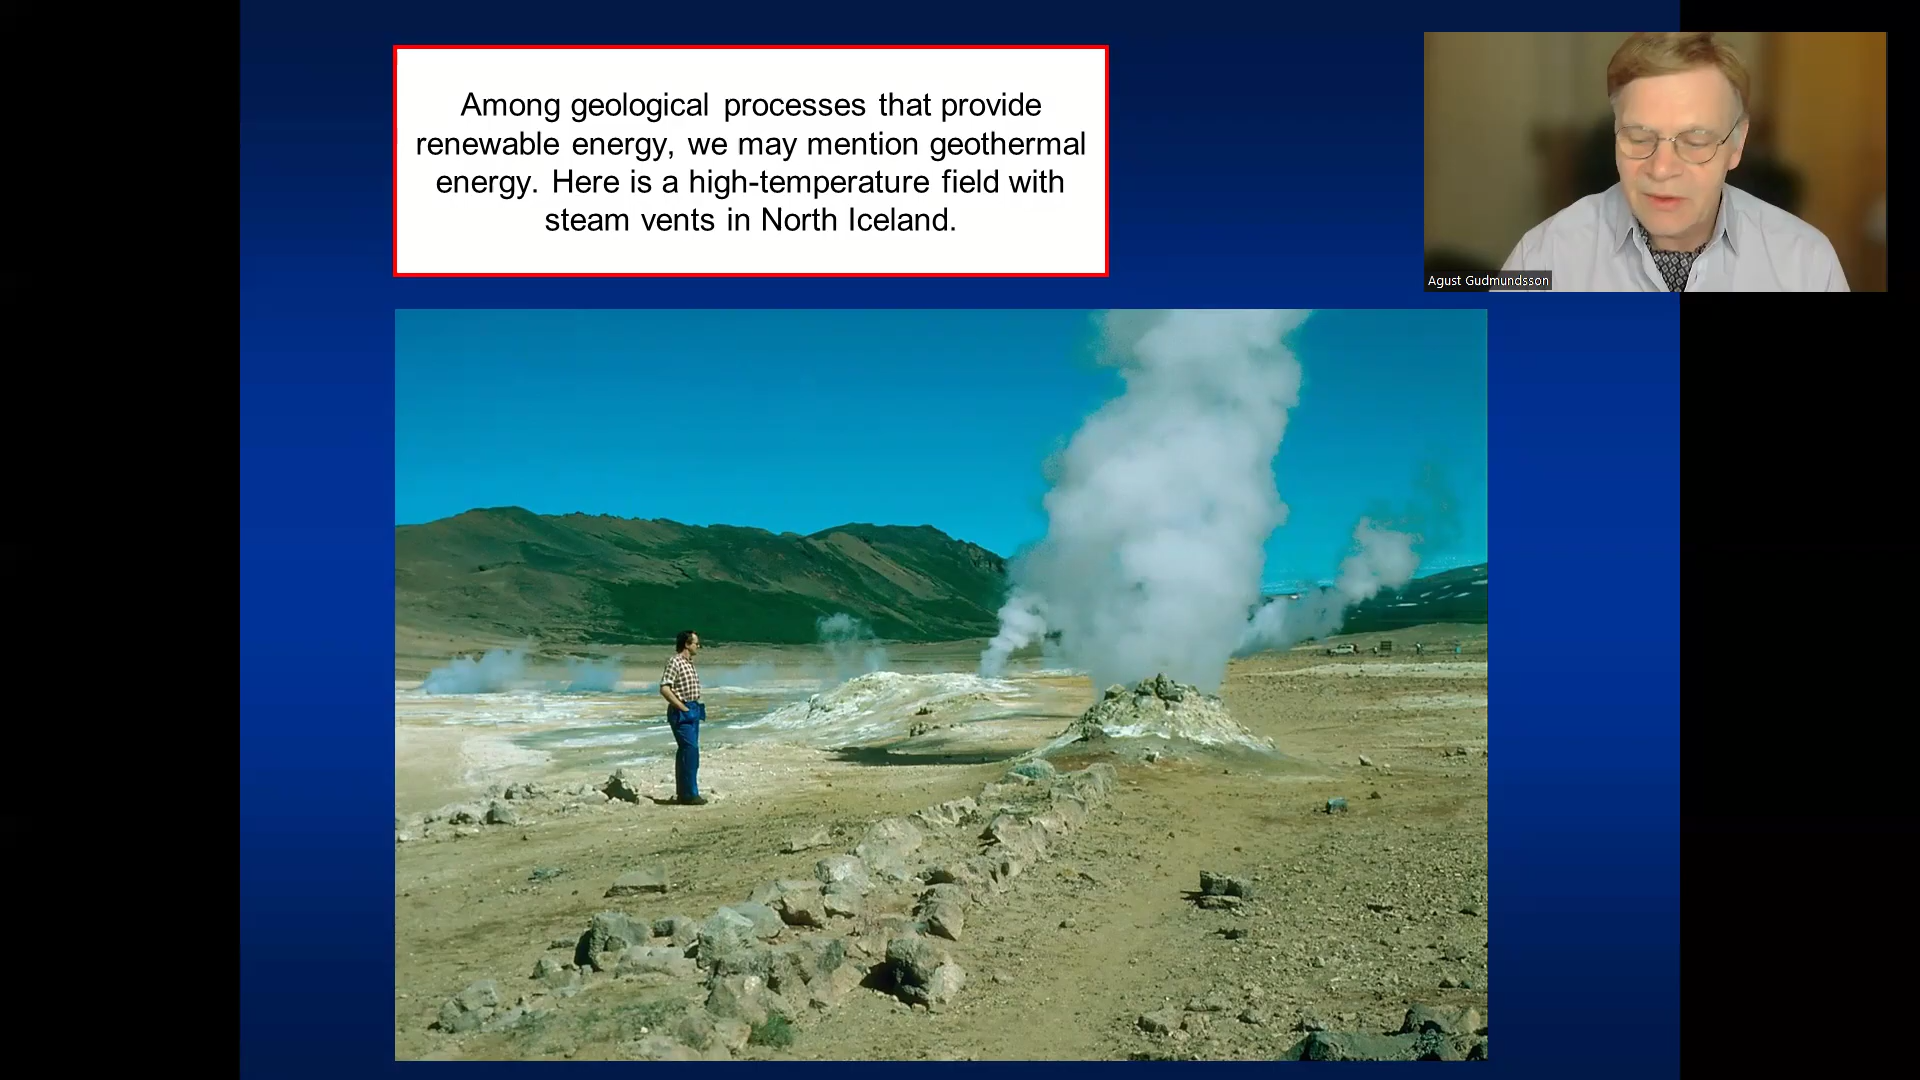 Among geological processes that provide
renewable energy, we may mention geothermal
energy. Here is a high-temperature field with
steam vents in North Iceland.
Agust Gudmundsson